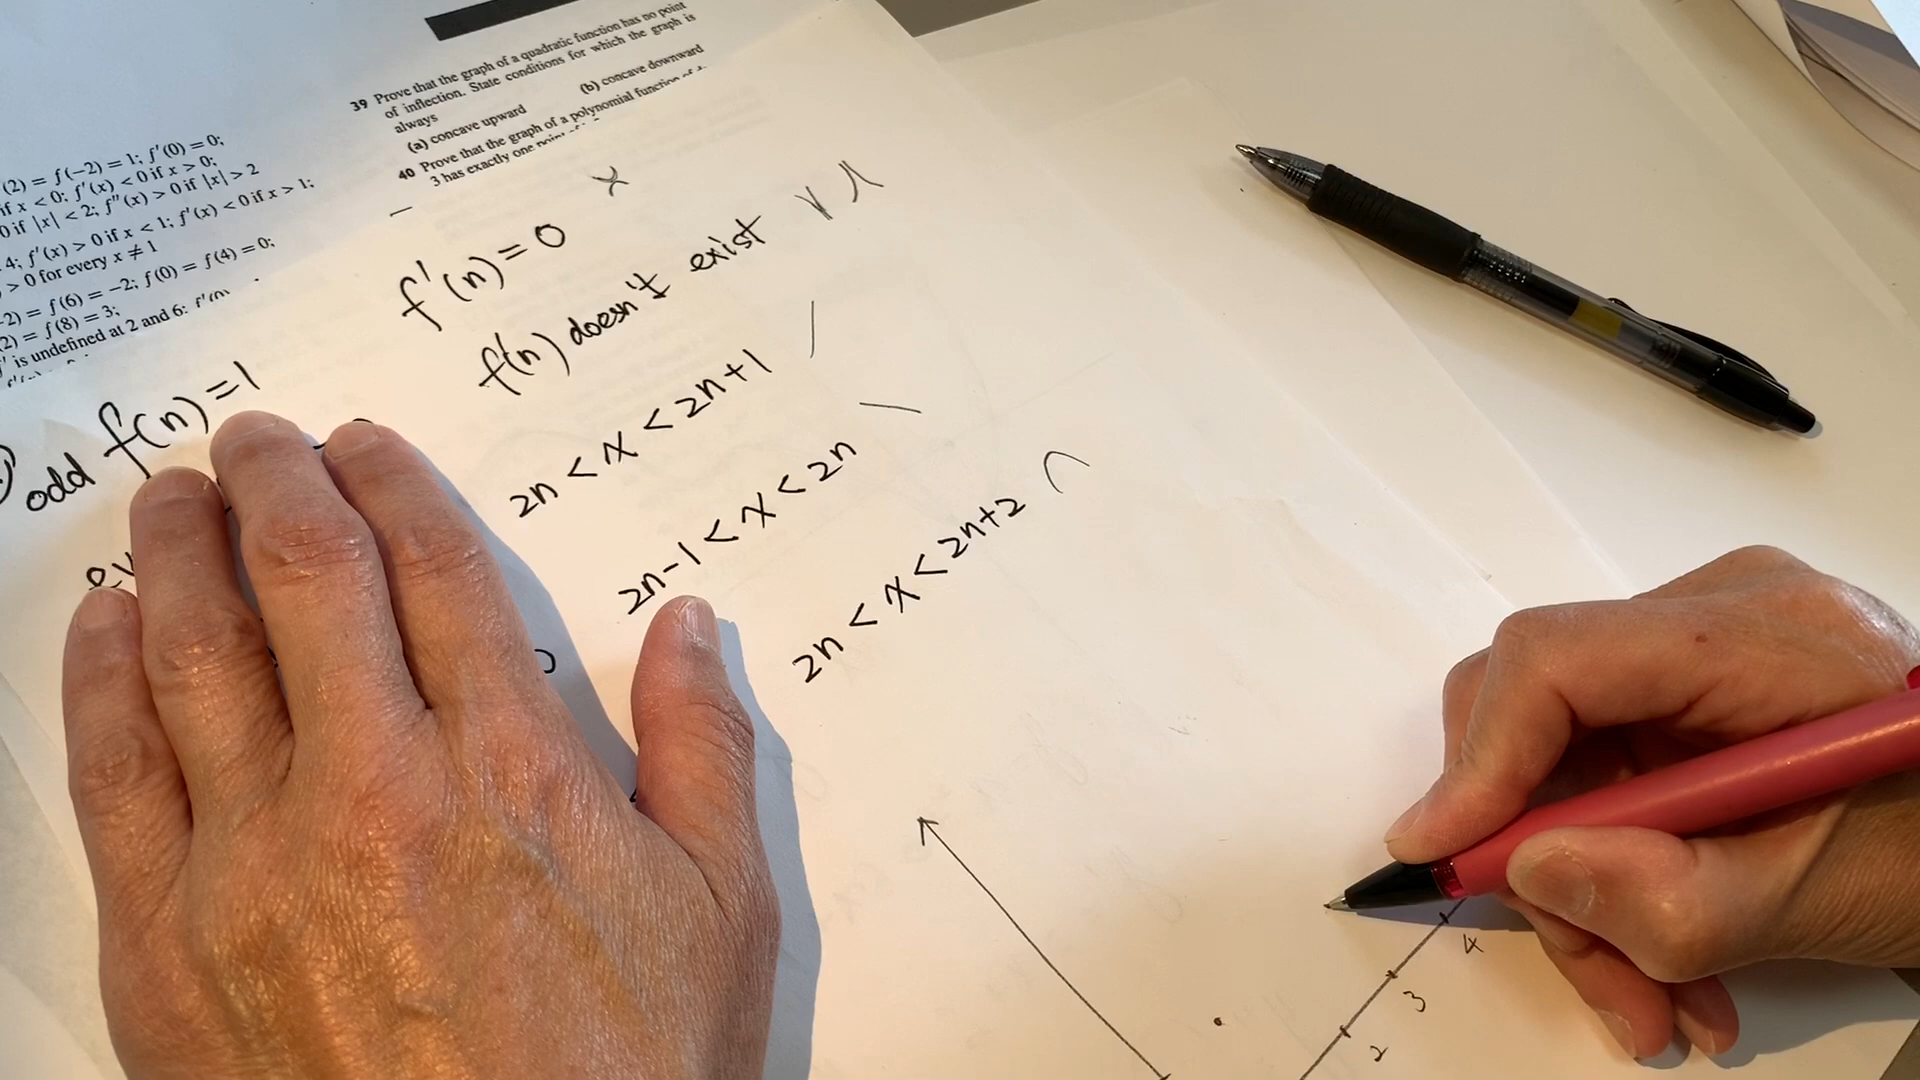 39 Prove that the graph of a quadratic function has no point
of inflection. State conditions for which the graph is
always
(a) concave upward (b) concave downward
40 Prove that the graph of a polynomial function of
3 has exactly one
(2) = f(−2) = 1; f′(0) = 0;
if x < 0; f′(x) < 0 if x > 0;
0 if |x| < 2; f″(x) > 0 if |x| > 2
4; f′(x) > 0 if x < 1; f′(x) < 0 if x > 1;
> 0 for every x ≠ 1
2) = f(6) = −2; f(0) = f(4) = 0;
2) = f(8) = 3;
is undefined at 2 and 6;
odd f(n) = 1
f'(n) = 0
f'(n) doesn't exist
2n < x < 2n+1
2n-1 < x < 2n
2n < x < 2n+2
4
3
2